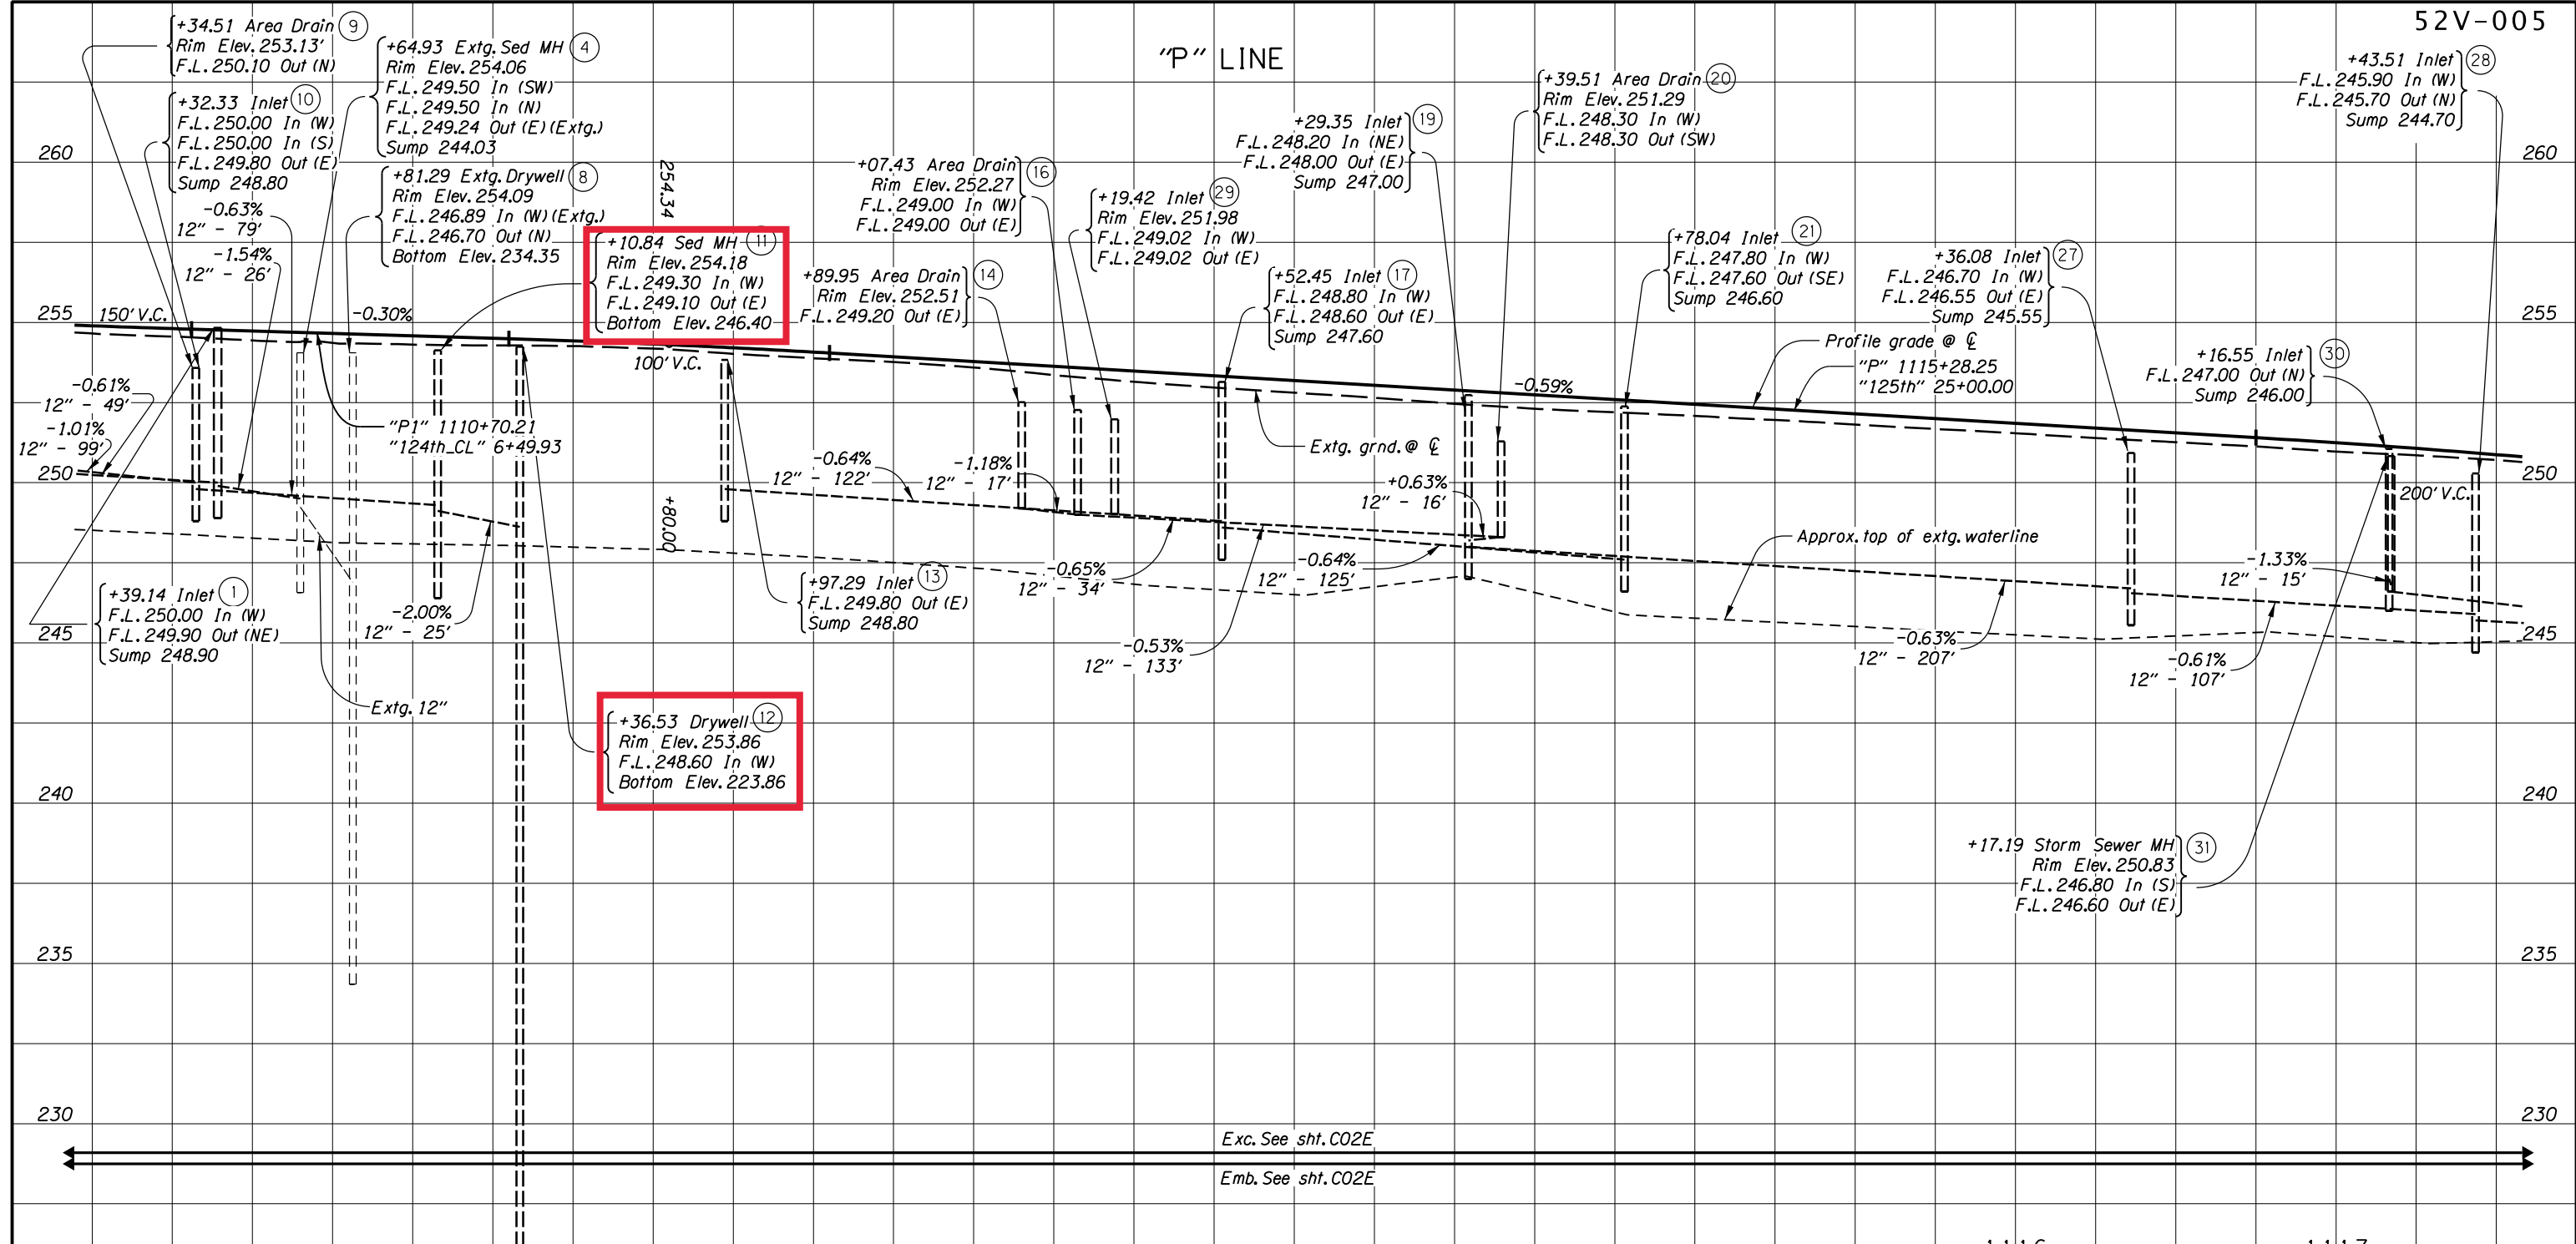 52V-005
"P" LINE
+34.51 Area Drain 9
Rim Elev. 253.13'
F.L. 250.10 Out (N)
+32.33 Inlet 10
F.L. 250.00 In (W)
F.L. 250.00 In (S)
F.L. 249.80 Out (E)
Sump 248.80
-0.63%
12" - 79'
-1.54%
12" - 26'
+64.93 Extg. Sed MH 4
Rim Elev. 254.06
F.L. 249.50 In (SW)
F.L. 249.50 In (N)
F.L. 249.24 Out (E) (Extg.)
Sump 244.03
+81.29 Extg. Drywell 8
Rim Elev. 254.09
F.L. 246.89 In (W) (Extg.)
F.L. 246.70 Out (N)
Bottom Elev. 234.35
+10.84 Sed MH 11
Rim Elev. 254.18
F.L. 249.30 In (W)
F.L. 249.10 Out (E)
Bottom Elev. 246.40
254.34
+80.00
+89.95 Area Drain 14
Rim Elev. 252.51
F.L. 249.20 Out (E)
+07.43 Area Drain 16
Rim Elev. 252.27
F.L. 249.00 In (W)
F.L. 249.00 Out (E)
+19.42 Inlet 29
Rim Elev. 251.98
F.L. 249.02 In (W)
F.L. 249.02 Out (E)
+29.35 Inlet 19
F.L. 248.20 In (NE)
F.L. 248.00 Out (E)
Sump 247.00
+52.45 Inlet 17
F.L. 248.80 In (W)
F.L. 248.60 Out (E)
Sump 247.60
+39.51 Area Drain 20
Rim Elev. 251.29
F.L. 248.30 In (W)
F.L. 248.30 Out (SW)
+78.04 Inlet 21
F.L. 247.80 In (W)
F.L. 247.60 Out (SE)
Sump 246.60
+36.08 Inlet 27
F.L. 246.70 In (W)
F.L. 246.55 Out (E)
Sump 245.55
+43.51 Inlet 28
F.L. 245.90 In (W)
F.L. 245.70 Out (N)
Sump 244.70
+16.55 Inlet 30
F.L. 247.00 Out (N)
Sump 246.00
Profile grade @ ℄
"P" 1115+28.25
"125th" 25+00.00
260
260
255
255
150' V.C.
-0.30%
100' V.C.
-0.59%
-0.61%
12" - 49'
-1.01%
12" - 99'
"P1" 1110+70.21
"124th_CL" 6+49.93
Extg. grnd. @ ℄
-0.64%
12" - 122'
-1.18%
12" - 17'
+0.63%
12" - 16'
250
250
200' V.C.
Approx. top of extg. waterline
-0.65%
12" - 34'
-0.64%
12" - 125'
-1.33%
12" - 15'
+39.14 Inlet 1
F.L. 250.00 In (W)
F.L. 249.90 Out (NE)
Sump 248.90
-2.00%
12" - 25'
+97.29 Inlet 13
F.L. 249.80 Out (E)
Sump 248.80
245
245
-0.53%
12" - 133'
-0.63%
12" - 207'
-0.61%
12" - 107'
Extg. 12"
+36.53 Drywell 12
Rim Elev. 253.86
F.L. 248.60 In (W)
Bottom Elev. 223.86
240
240
+17.19 Storm Sewer MH 31
Rim Elev. 250.83
F.L. 246.80 In (S)
F.L. 246.60 Out (E)
235
235
230
230
Exc. See sht. C02E
Emb. See sht. C02E